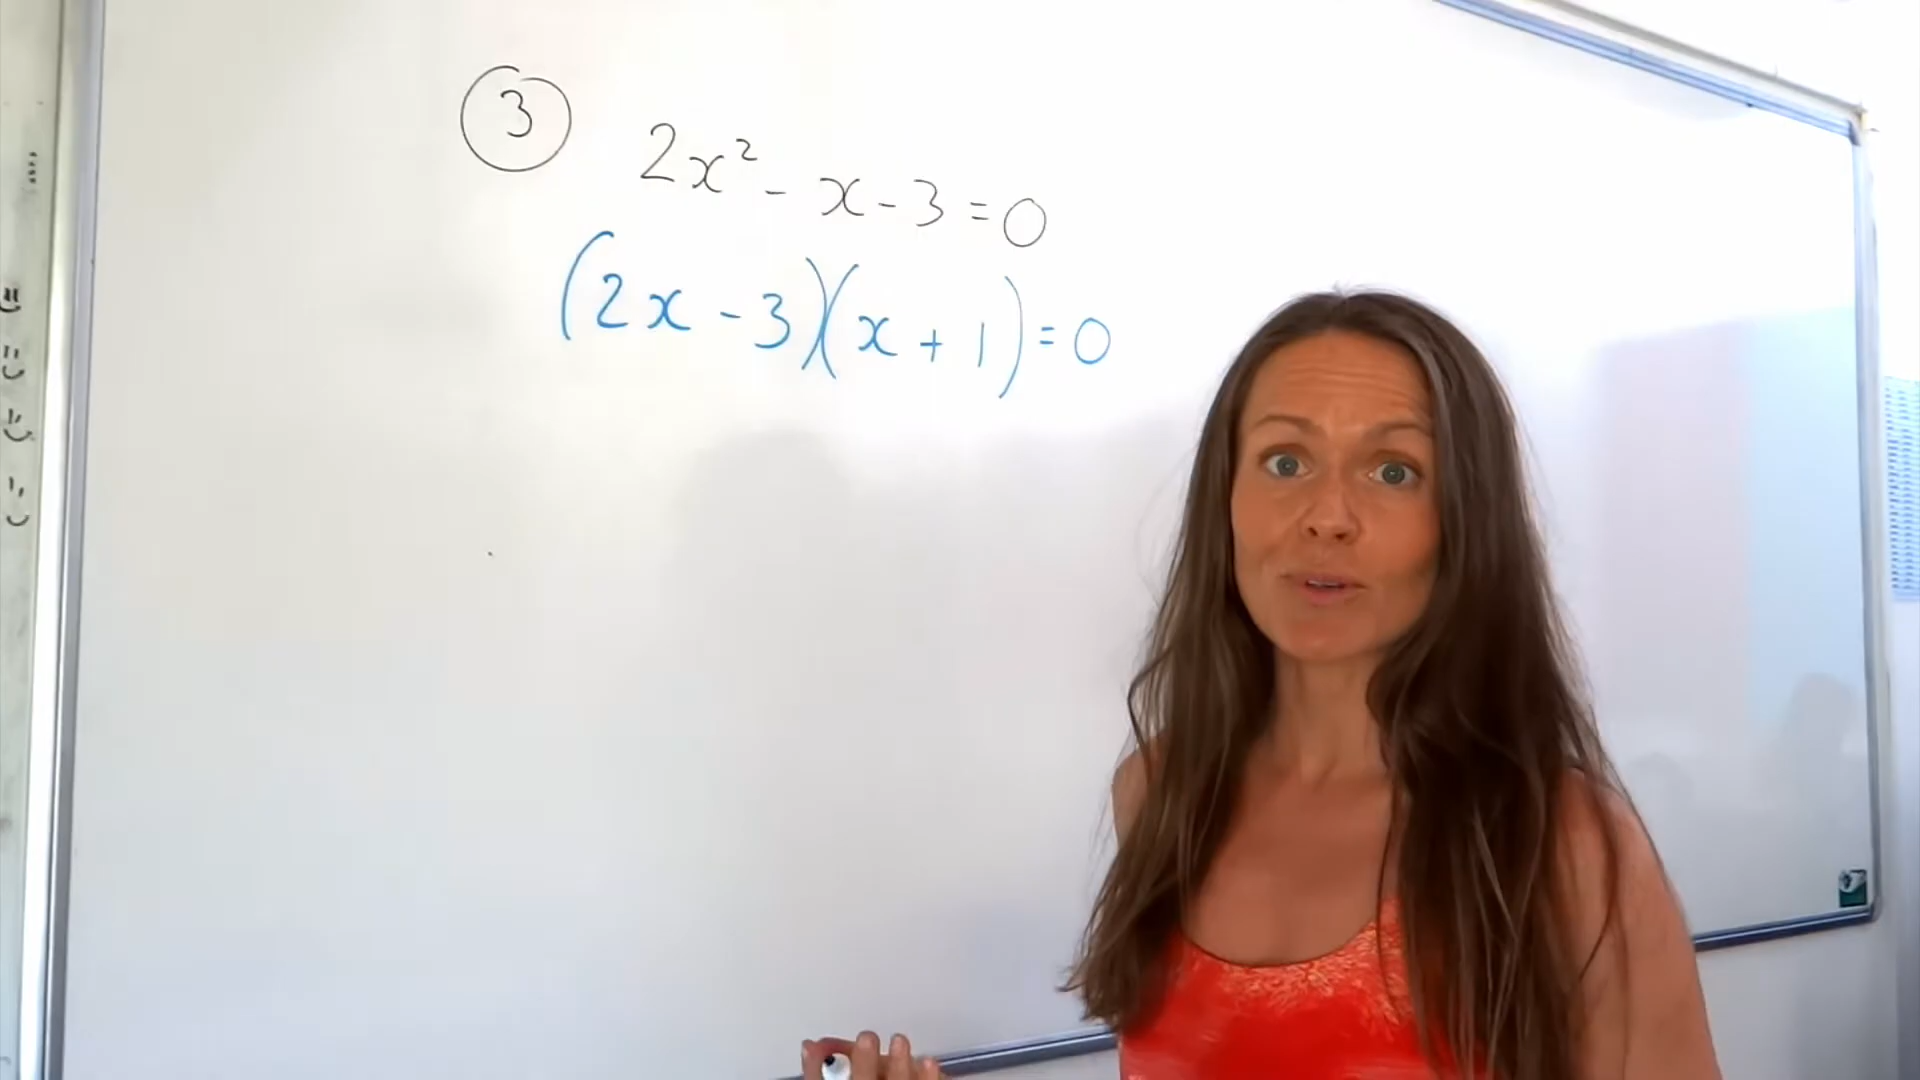 3 2x² - x - 3 = 0
(2x - 3)(x + 1) = 0